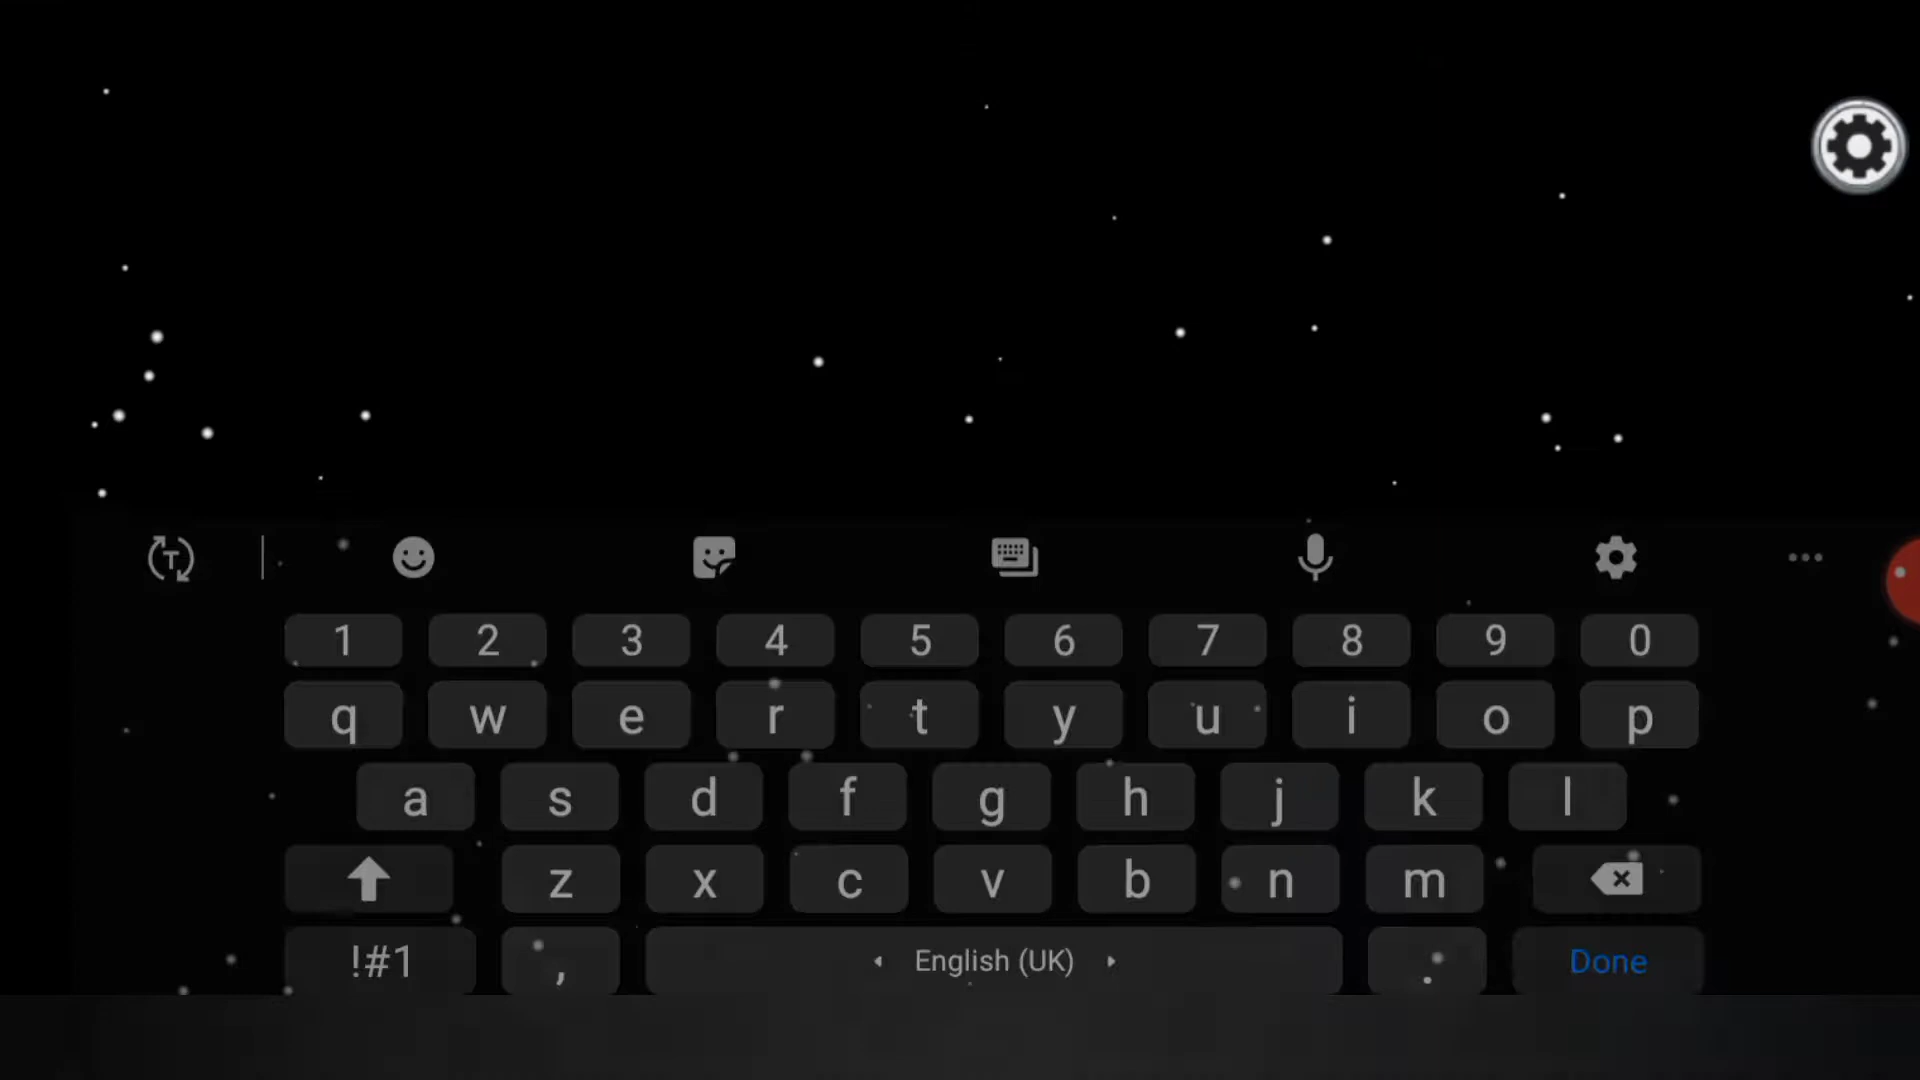 T
1 2 3 4 5 6 7 8 9 0
q w e r t y u i o p
a s d f g h j k l
z x c v b n m
!#1 , English (UK) . Done